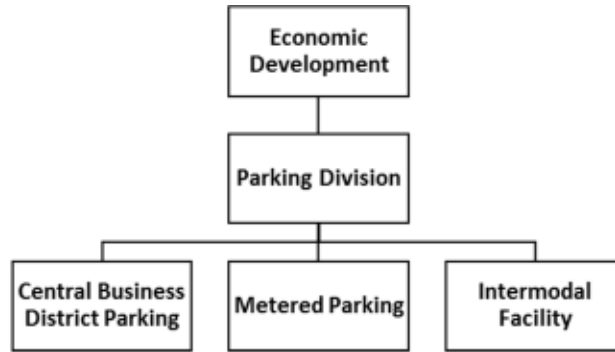 Economic
Development
Parking Division
Central Business
District Parking
Metered Parking
Intermodal
Facility